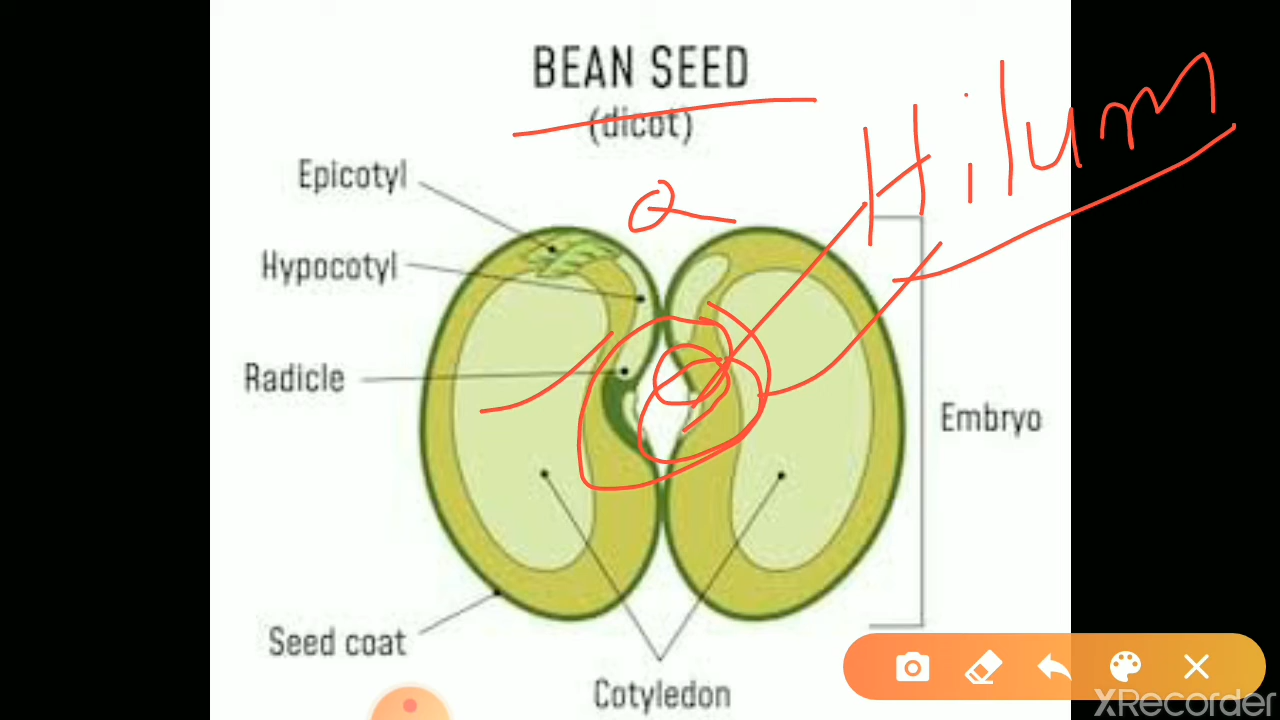 BEAN SEED
(dicot)
Hilum
Epicotyl
Hypocotyl
Radicle
Embryo
Seed coat
Cotyledon
XRecorder